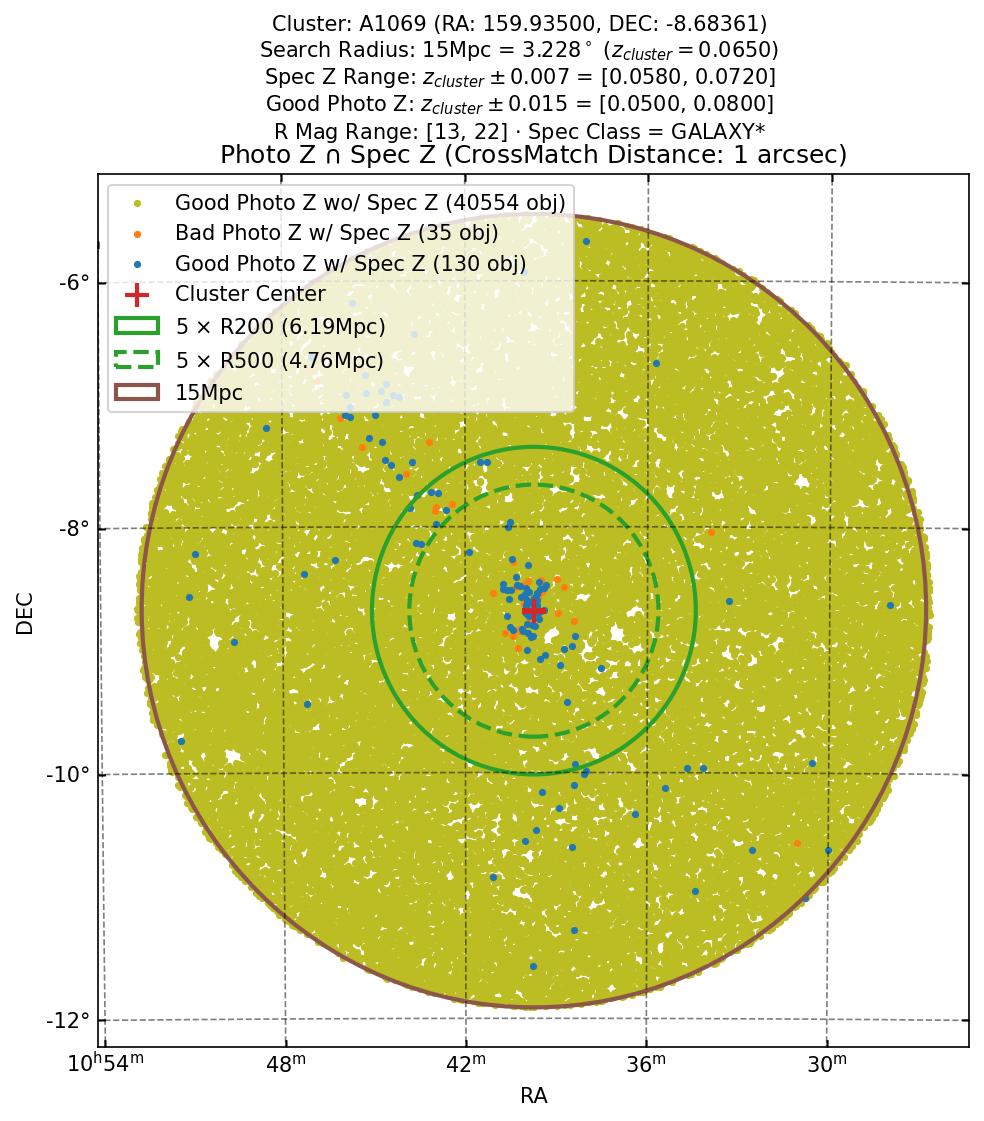 Cluster: A1069 (RA: 159.93500, DEC: -8.68361)
Search Radius: 15Mpc = 3.228° (z_cluster = 0.0650)
Spec Z Range: z_cluster ± 0.007 = [0.0580, 0.0720]
Good Photo Z: z_cluster ± 0.015 = [0.0500, 0.0800]
R Mag Range: [13, 22] · Spec Class = GALAXY*
Photo Z ∩ Spec Z (CrossMatch Distance: 1 arcsec)
Good Photo Z wo/ Spec Z (40554 obj)
Bad Photo Z w/ Spec Z (35 obj)
Good Photo Z w/ Spec Z (130 obj)
Cluster Center
5 × R200 (6.19Mpc)
5 × R500 (4.76Mpc)
15Mpc
-6°
-8°
-10°
-12°
DEC
10ʰ54ᵐ 48ᵐ 42ᵐ 36ᵐ 30ᵐ
RA